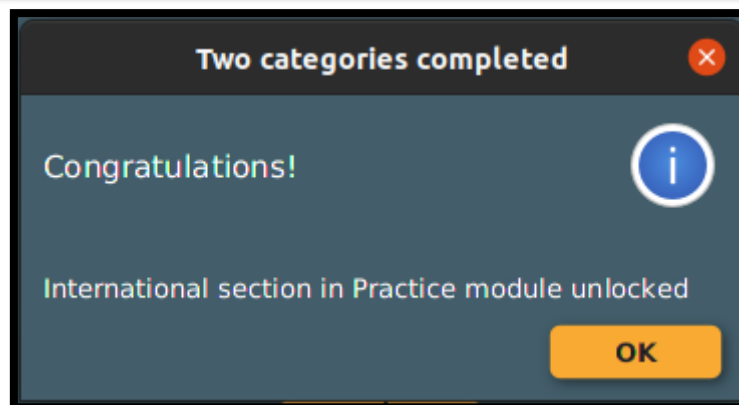 Two categories completed
Congratulations!
International section in Practice module unlocked
OK